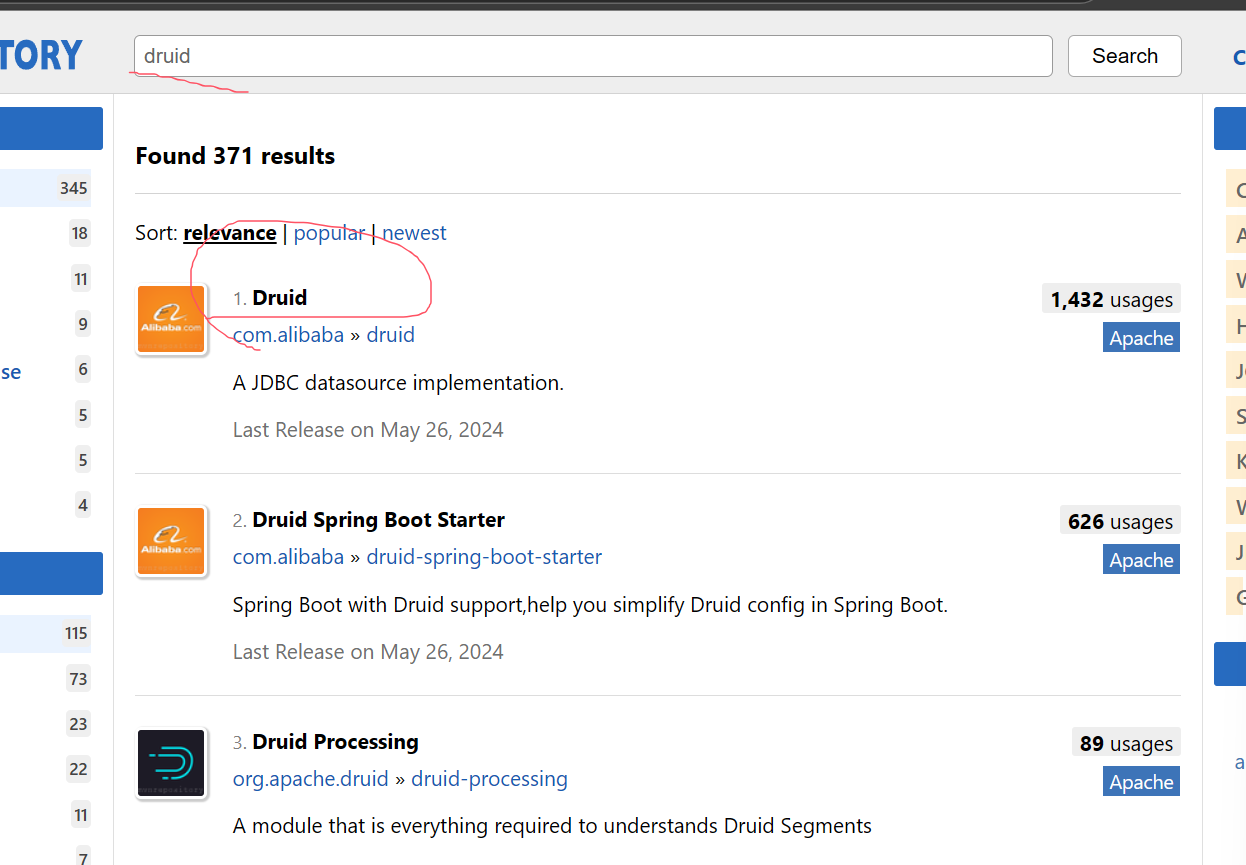 TORY
druid
Search
C
Found 371 results
345
18
11
9
se
6
5
5
4
115
73
23
22
11
7
Sort: relevance | popular | newest
Alibaba.com
1. Druid
1,432 usages
com.alibaba » druid
Apache
A JDBC datasource implementation.
Last Release on May 26, 2024
Alibaba.com
2. Druid Spring Boot Starter
626 usages
com.alibaba » druid-spring-boot-starter
Apache
Spring Boot with Druid support,help you simplify Druid config in Spring Boot.
Last Release on May 26, 2024
3. Druid Processing
89 usages
org.apache.druid » druid-processing
Apache
A module that is everything required to understands Druid Segments
C
A
W
H
Je
S
K
W
J
G
a